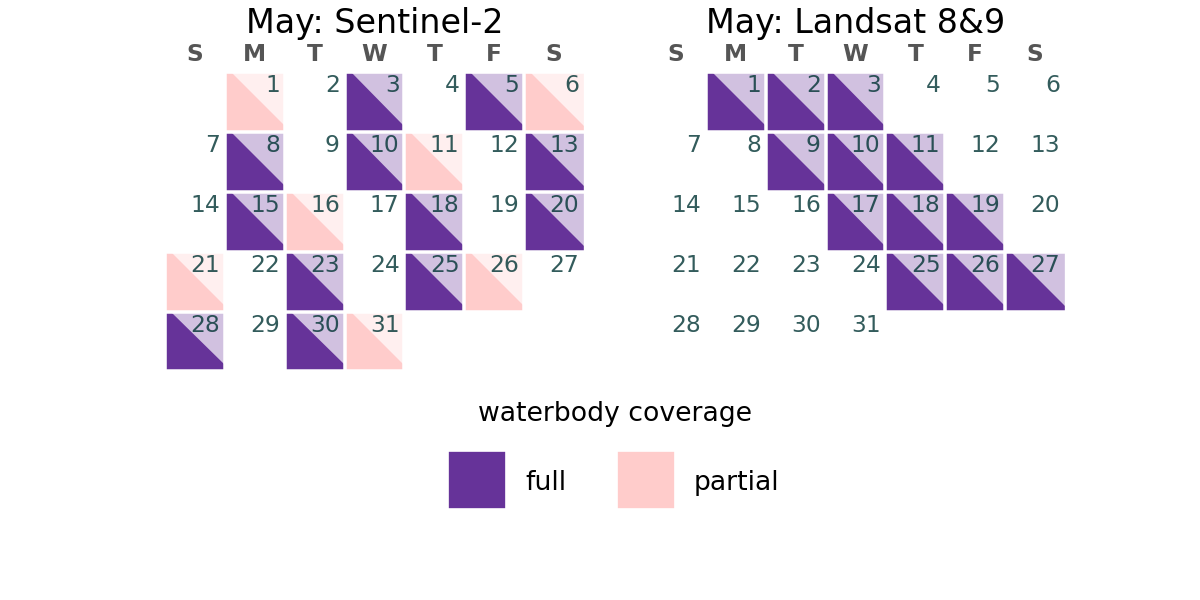 May: Sentinel-2
S M T W T F S
1 2 3 4 5 6
7 8 9 10 11 12 13
14 15 16 17 18 19 20
21 22 23 24 25 26 27
28 29 30 31
May: Landsat 8&9
S M T W T F S
1 2 3 4 5 6
7 8 9 10 11 12 13
14 15 16 17 18 19 20
21 22 23 24 25 26 27
28 29 30 31
waterbody coverage
full partial